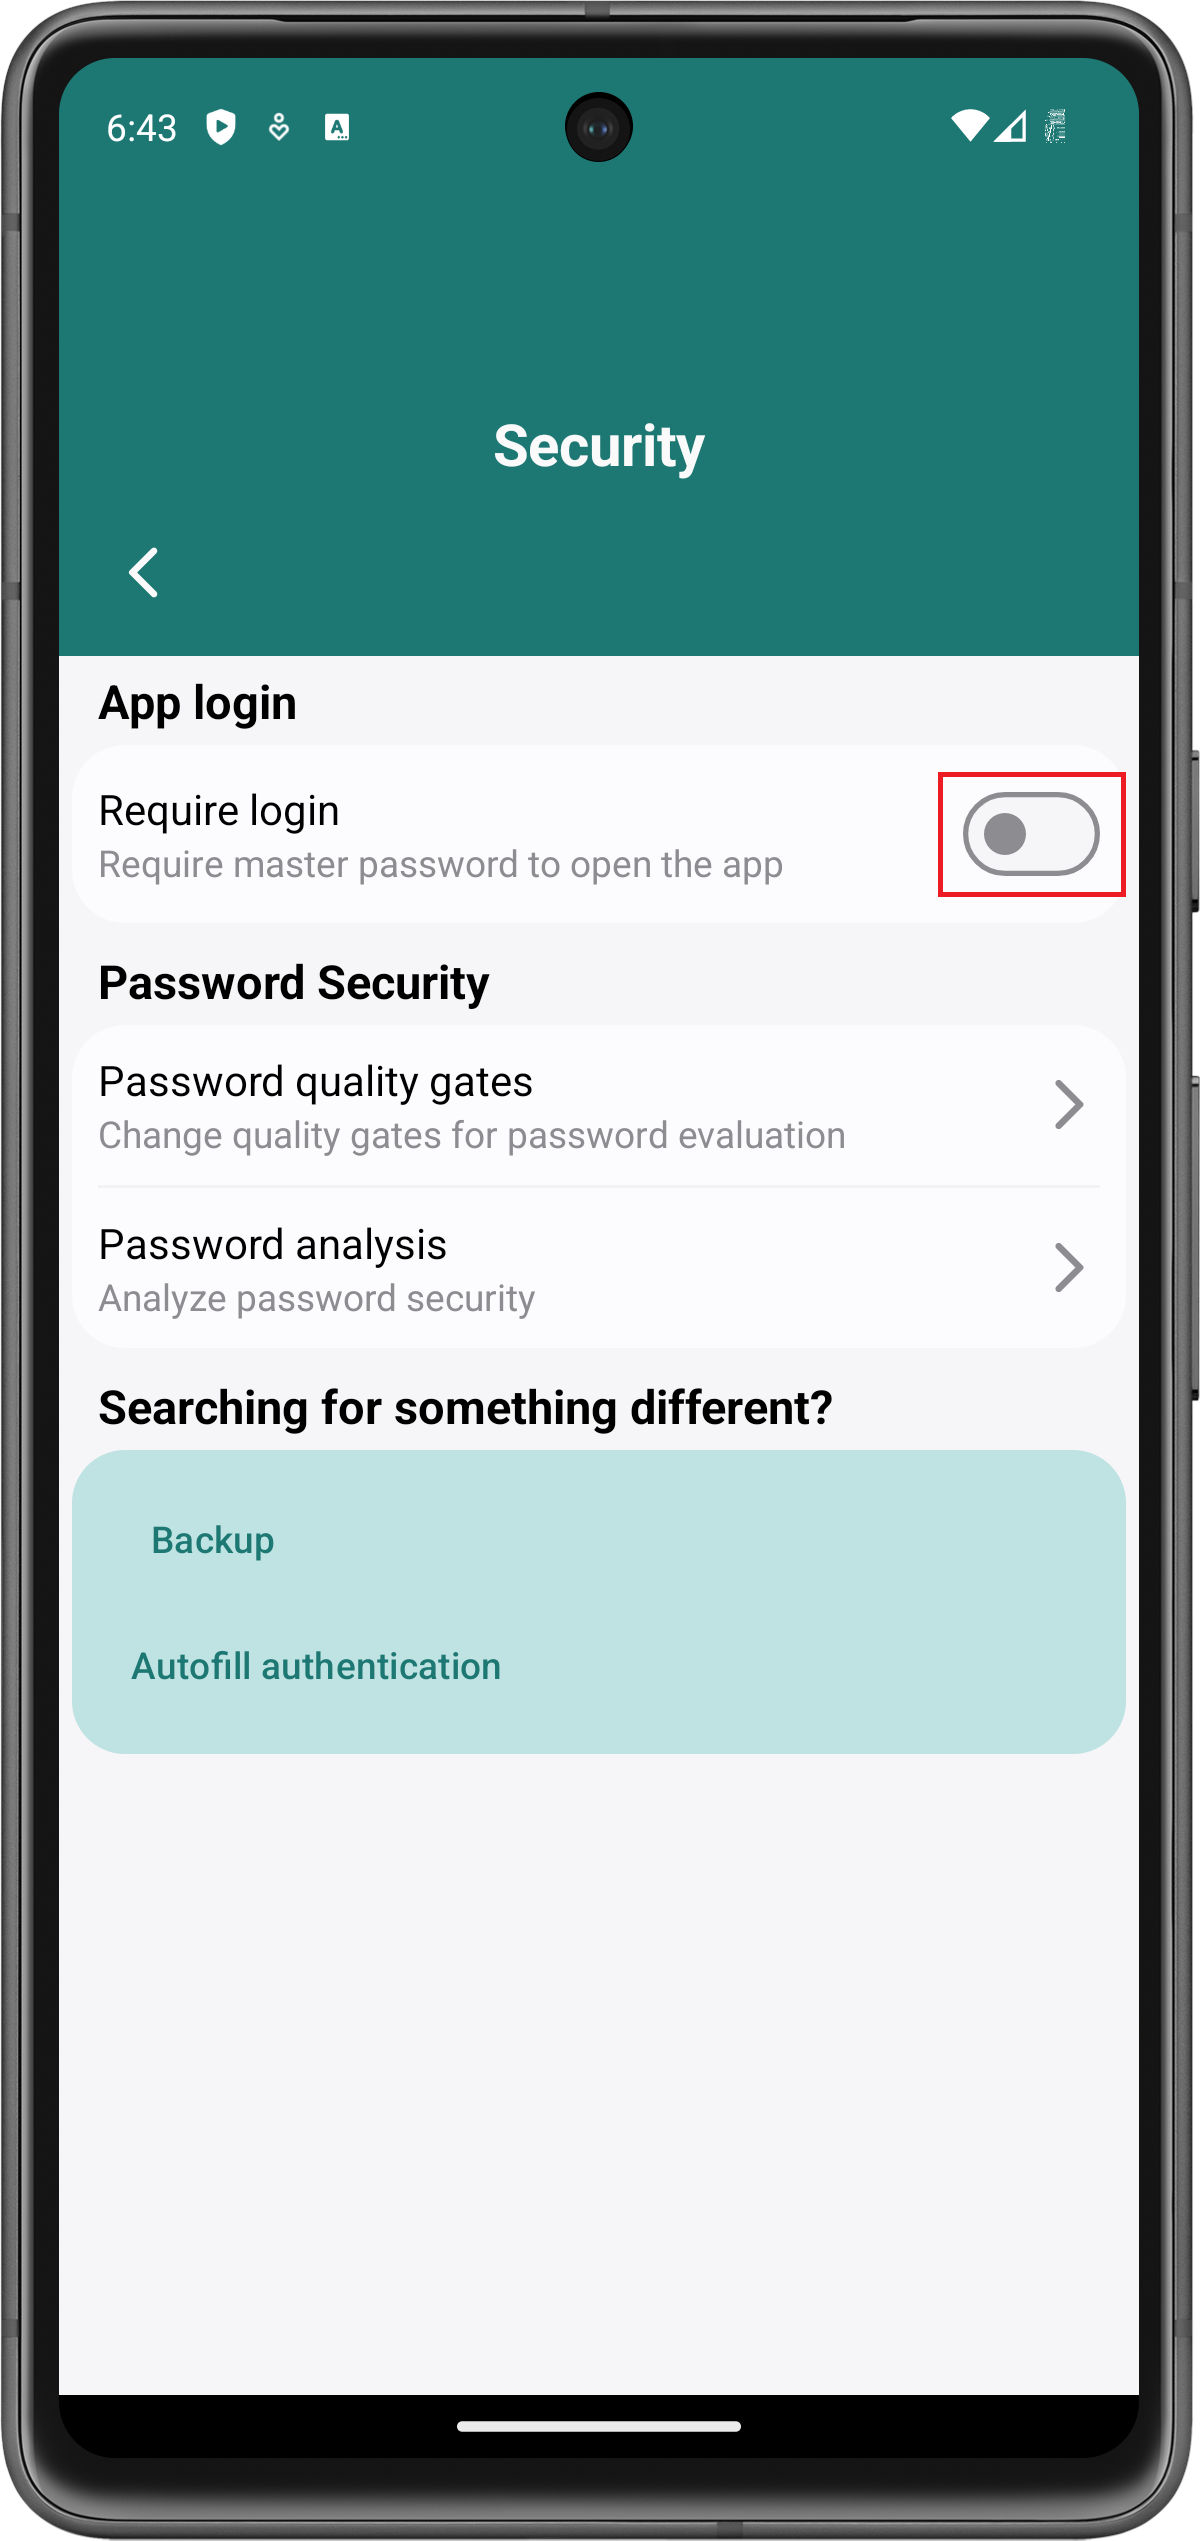 6:43
Security
App login
Require login
Require master password to open the app
Password Security
Password quality gates
Change quality gates for password evaluation
Password analysis
Analyze password security
Searching for something different?
Backup
Autofill authentication